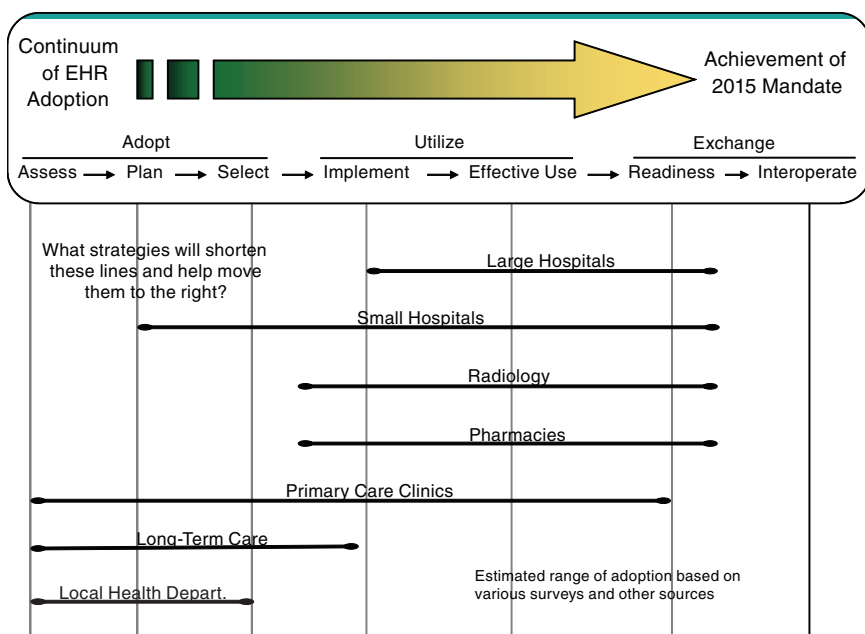 Continuum
of EHR
Adoption
Achievement of
2015 Mandate
Adopt
Utilize
Exchange
Assess
Plan
Select
Implement
Effective Use
Readiness
Interoperate
What strategies will shorten
these lines and help move
them to the right?
Large Hospitals
Small Hospitals
Radiology
Pharmacies
Primary Care Clinics
Long-Term Care
Local Health Depart.
Estimated range of adoption based on
various surveys and other sources